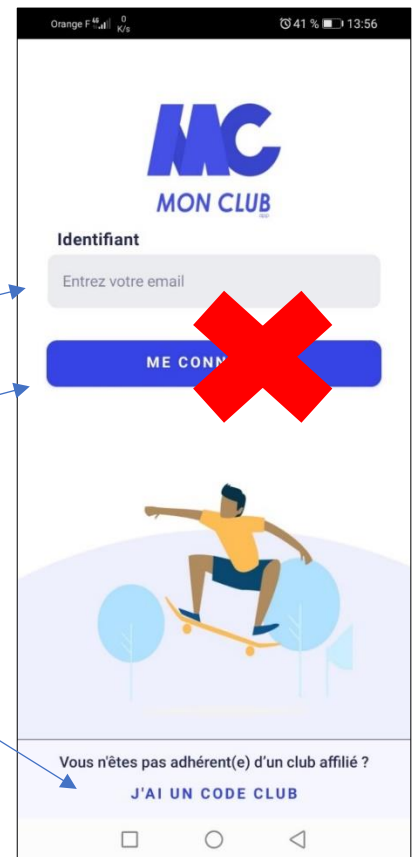 Orange F 46 0 K/s 41 % 13:56
MC
MON CLUB
Identifiant
Entrez votre email
ME CONN
Vous n'êtes pas adhérent(e) d'un club affilié ?
J'AI UN CODE CLUB